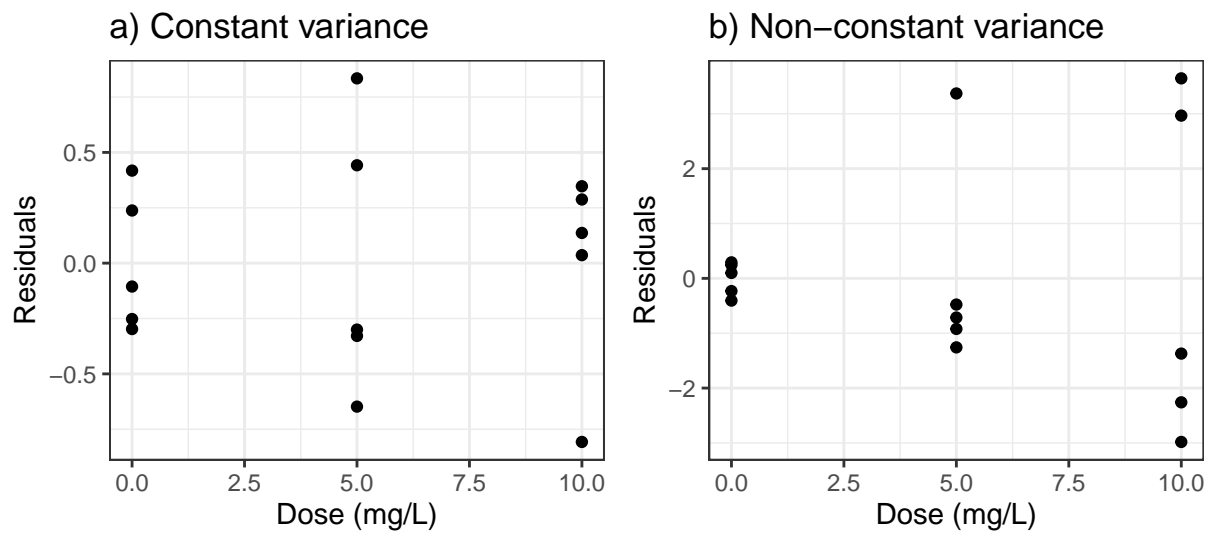 a) Constant variance
0.5
0.0
−0.5
Residuals
0.0 2.5 5.0 7.5 10.0
Dose (mg/L)
b) Non−constant variance
2
0
−2
Residuals
0.0 2.5 5.0 7.5 10.0
Dose (mg/L)